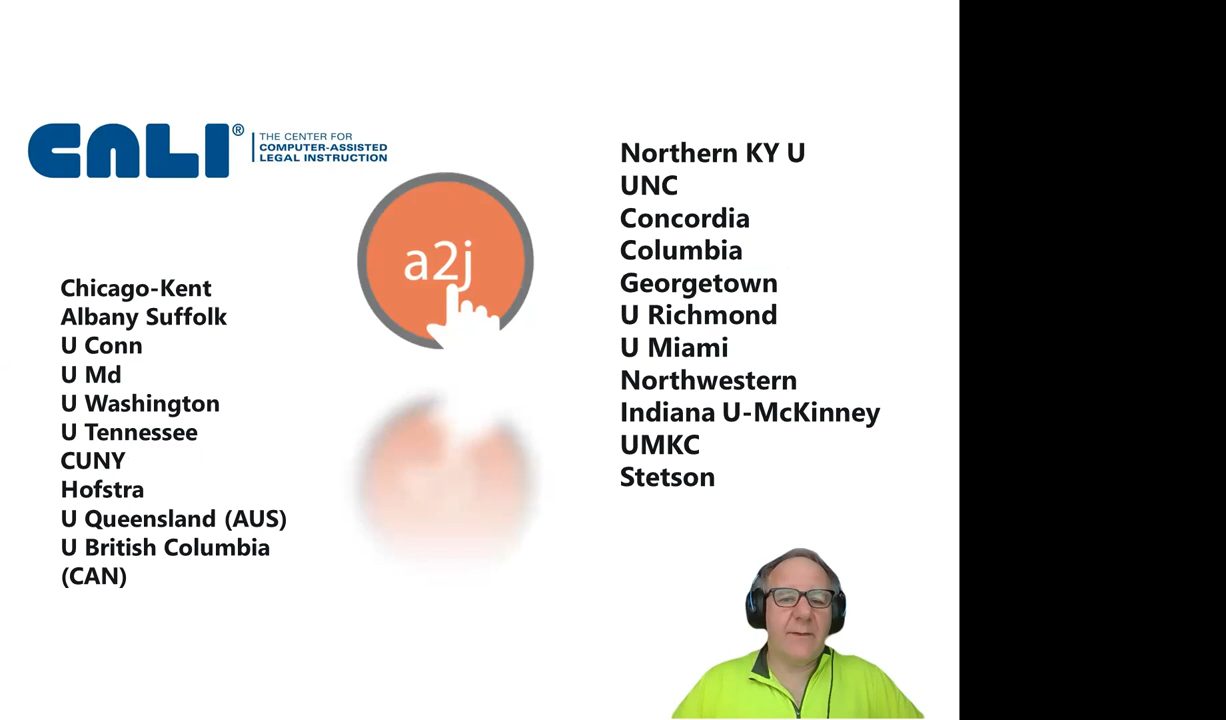 CALI®
THE CENTER FOR
COMPUTER-ASSISTED
LEGAL INSTRUCTION
a2j
Chicago-Kent
Albany Suffolk
U Conn
U Md
U Washington
U Tennessee
CUNY
Hofstra
U Queensland (AUS)
U British Columbia
(CAN)
Northern KY U
UNC
Concordia
Columbia
Georgetown
U Richmond
U Miami
Northwestern
Indiana U-McKinney
UMKC
Stetson